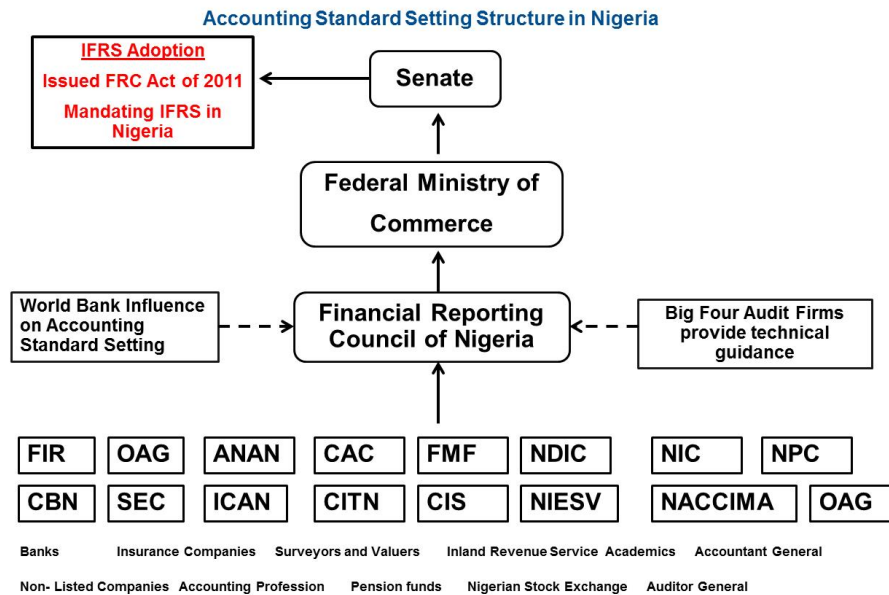 Accounting Standard Setting Structure in Nigeria
IFRS Adoption
Issued FRC Act of 2011
Mandating IFRS in
Nigeria
Senate
Federal Ministry of
Commerce
World Bank Influence
on Accounting
Standard Setting
Financial Reporting
Council of Nigeria
Big Four Audit Firms
provide technical
guidance
FIR OAG ANAN CAC FMF NDIC NIC NPC
CBN SEC ICAN CITN CIS NIESV NACCIMA OAG
Banks Insurance Companies Surveyors and Valuers Inland Revenue Service Academics Accountant General
Non- Listed Companies Accounting Profession Pension funds Nigerian Stock Exchange Auditor General